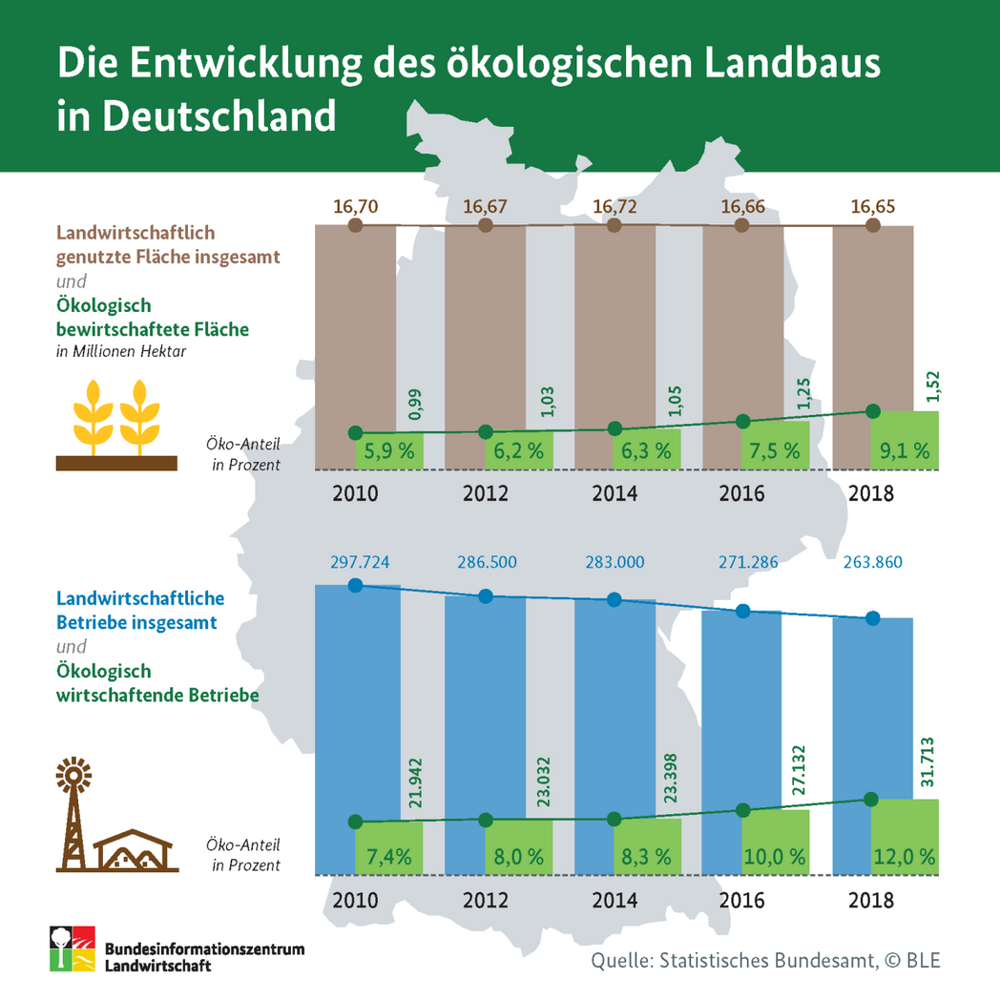 Die Entwicklung des ökologischen Landbaus
in Deutschland
Landwirtschaftlich
genutzte Fläche insgesamt
und
Ökologisch
bewirtschaftete Fläche
in Millionen Hektar
16,70 16,67 16,72 16,66 16,65
0,99 1,03 1,05 1,25 1,52
Öko-Anteil
in Prozent
5,9 % 6,2 % 6,3 % 7,5 % 9,1 %
2010 2012 2014 2016 2018
297.724 286.500 283.000 271.286 263.860
Landwirtschaftliche
Betriebe insgesamt
und
Ökologisch
wirtschaftende Betriebe
21.942 23.032 23.398 27.132 31.713
Öko-Anteil
in Prozent
7,4% 8,0 % 8,3 % 10,0 % 12,0 %
2010 2012 2014 2016 2018
Bundesinformationszentrum
Landwirtschaft
Quelle: Statistisches Bundesamt, © BLE